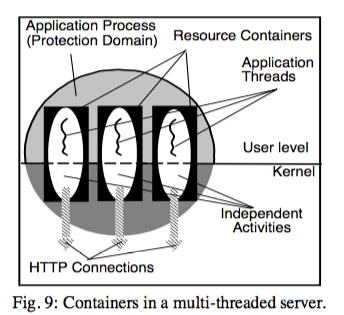 Application Process
(Protection Domain)
Resource Containers
Application
Threads
User level
Kernel
Independent
Activities
HTTP Connections
Fig. 9: Containers in a multi-threaded server.